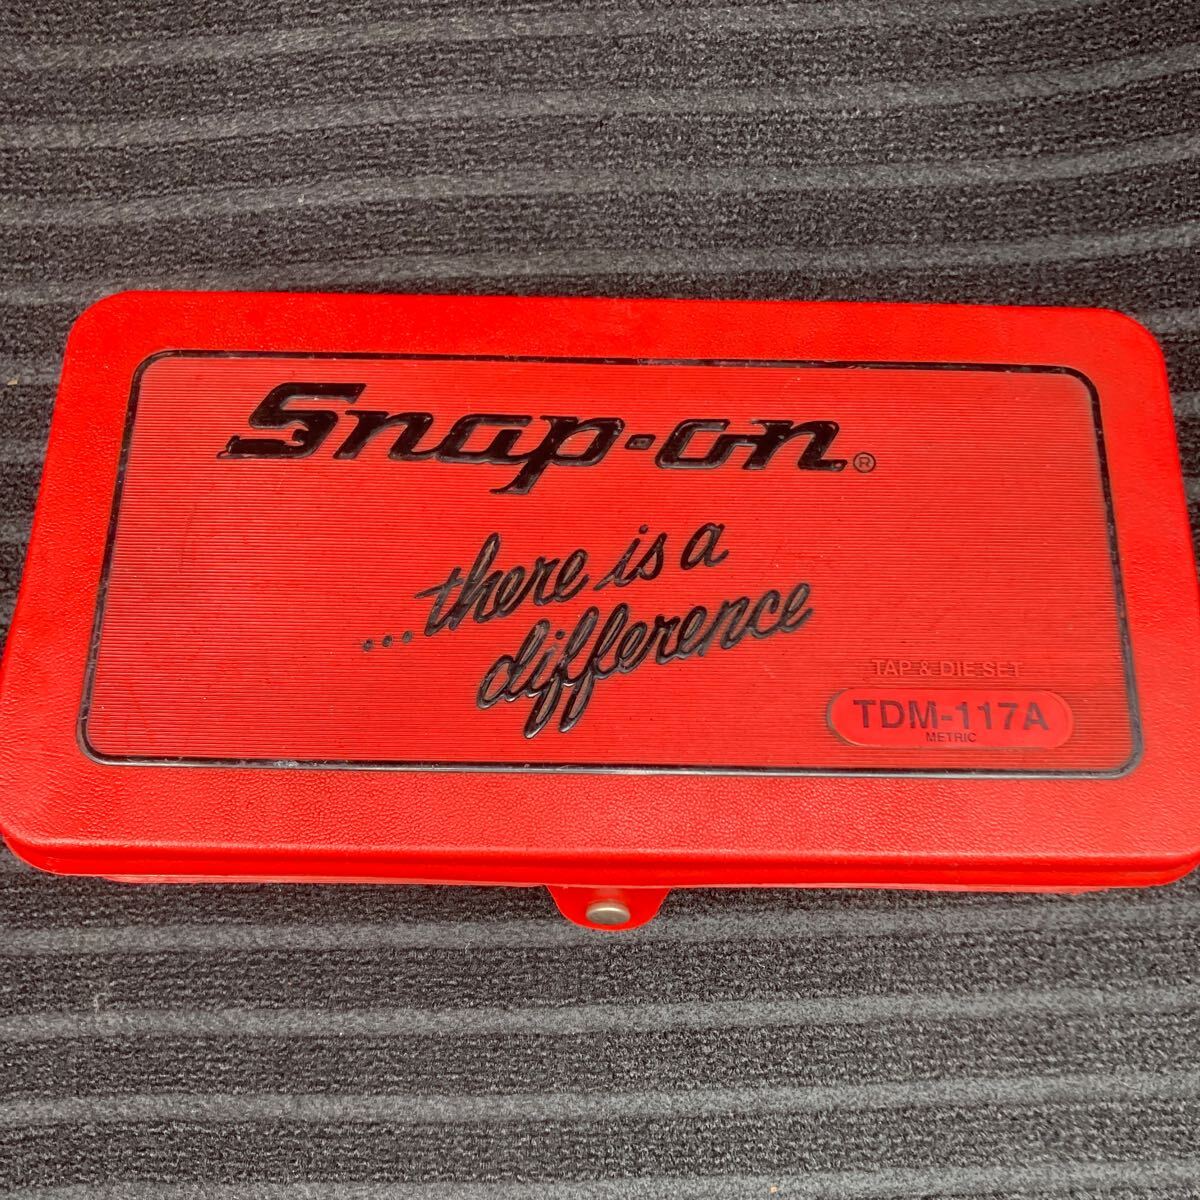 Snap-on®
...there is a
difference
TAP & DIE SET
TDM-117A
METRIC